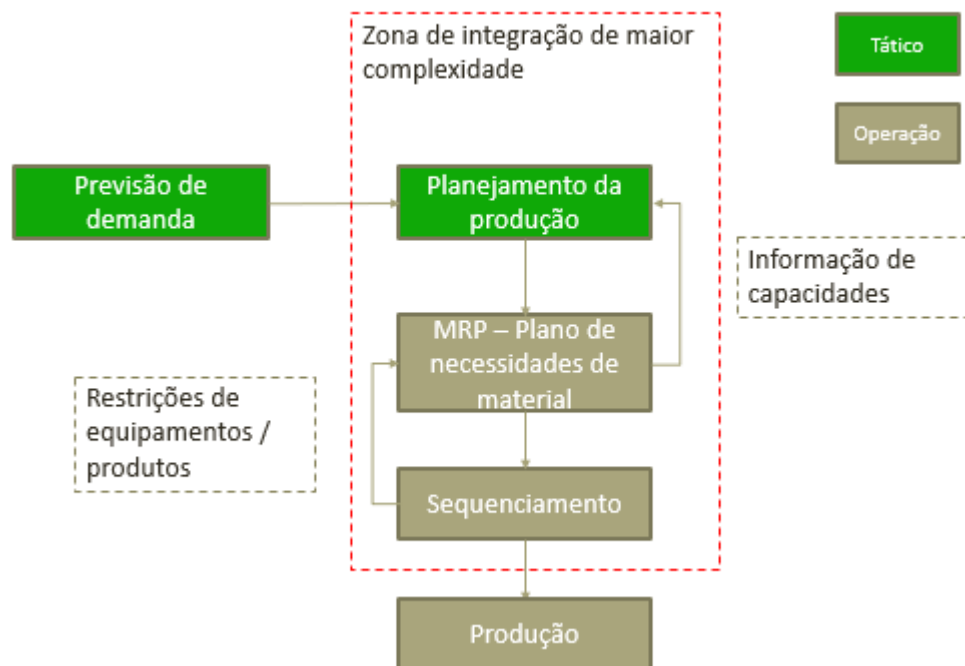 Zona de integração de maior
complexidade
Tático
Operação
Previsão de
demanda
Planejamento da
produção
Informação de
capacidades
MRP – Plano de
necessidades de
material
Restrições de
equipamentos /
produtos
Sequenciamento
Produção